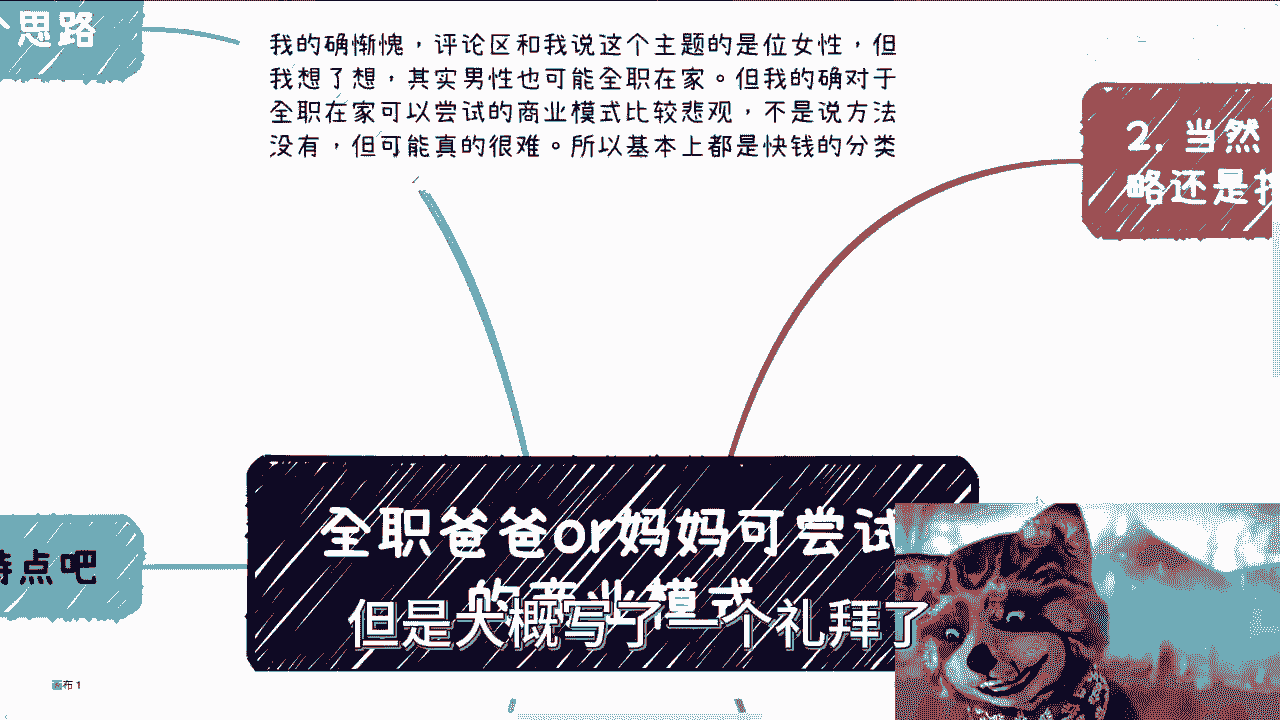 思路
我的确惭愧，评论区和我说这个主题的是位女性，但
我想了想，其实男性也可能全职在家。但我的确对于
全职在家可以尝试的商业模式比较悲观，不是说方法
没有，但可能真的很难。所以基本上都是快钱的分类
2. 当然
略还是
全职爸爸or妈妈可尝试
的商业模式
特点吧
但是大概写了一个礼拜了
画布 1